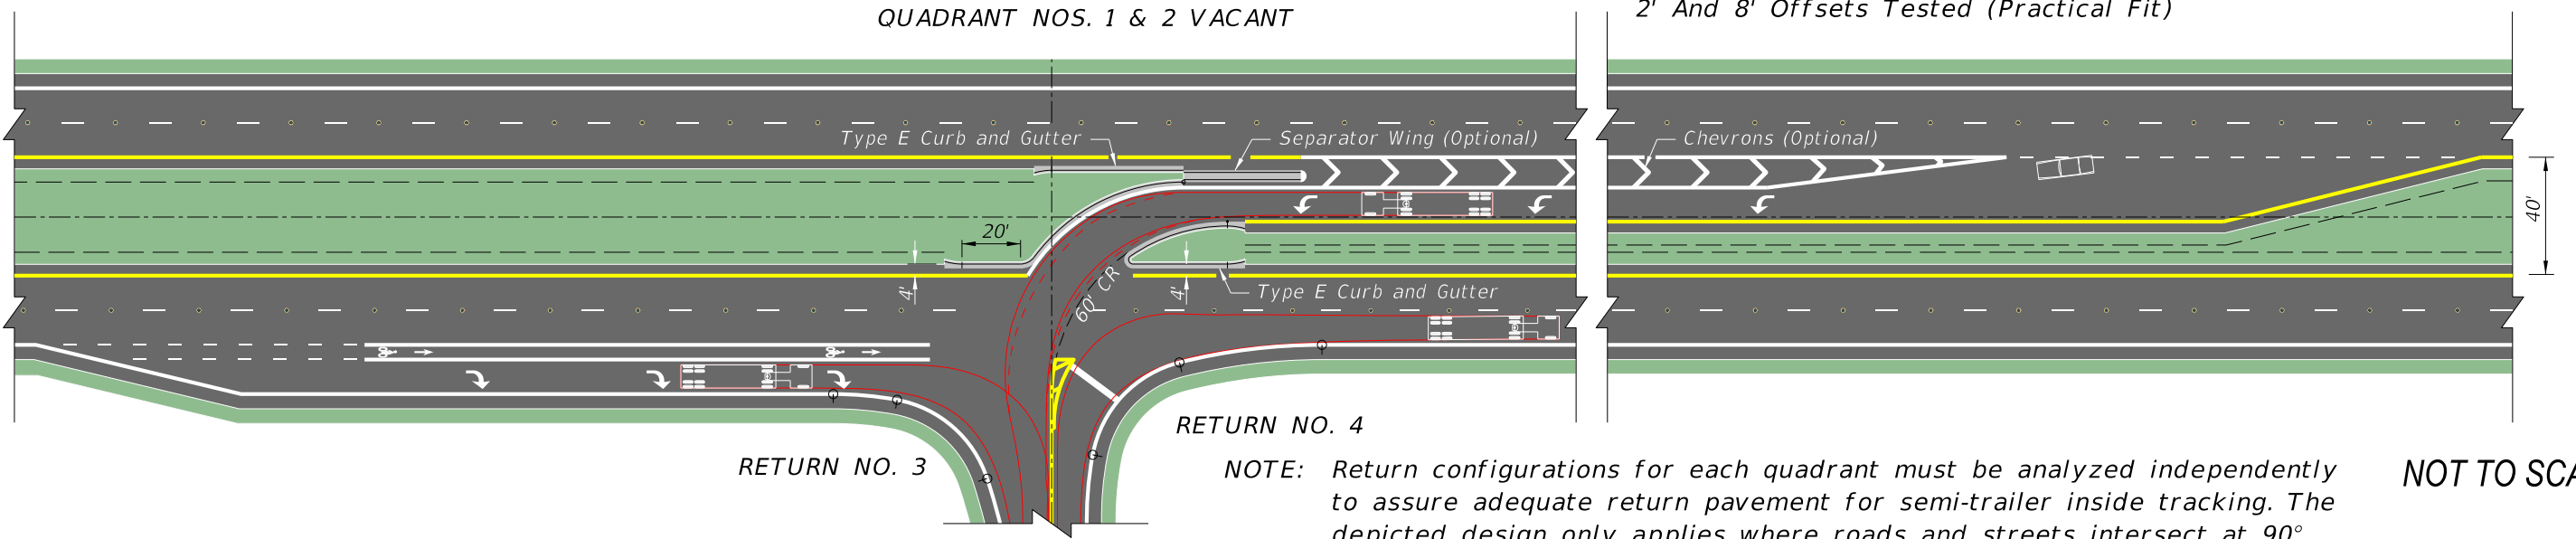 QUADRANT NOS. 1 & 2 VACANT
2' And 8' Offsets Tested (Practical Fit)
Type E Curb and Gutter
Separator Wing (Optional)
Chevrons (Optional)
40'
20'
4'
60' CR
4'
Type E Curb and Gutter
RETURN NO. 4
RETURN NO. 3
NOTE: Return configurations for each quadrant must be analyzed independently
to assure adequate return pavement for semi-trailer inside tracking. The
depicted design only applies where roads and streets intersect at 90°
NOT TO SCA